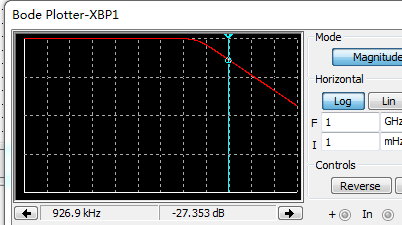 Bode Plotter-XBP1
Mode
Magnitude
Horizontal
Log Lin
F 1 GHz
I 1 mHz
Controls
Reverse
926.9 kHz -27.353 dB
+ In